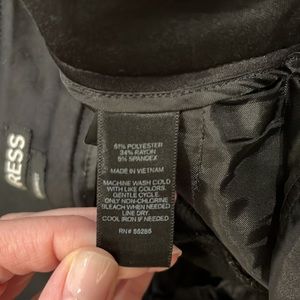 RESS
61% POLYESTER
34% RAYON
5% SPANDEX
MADE IN VIETNAM
MACHINE WASH COLD
WITH LIKE COLORS.
GENTLE CYCLE.
ONLY NON-CHLORINE
BLEACH WHEN NEEDED
LINE DRY.
COOL IRON IF NEEDED
RN# 55285